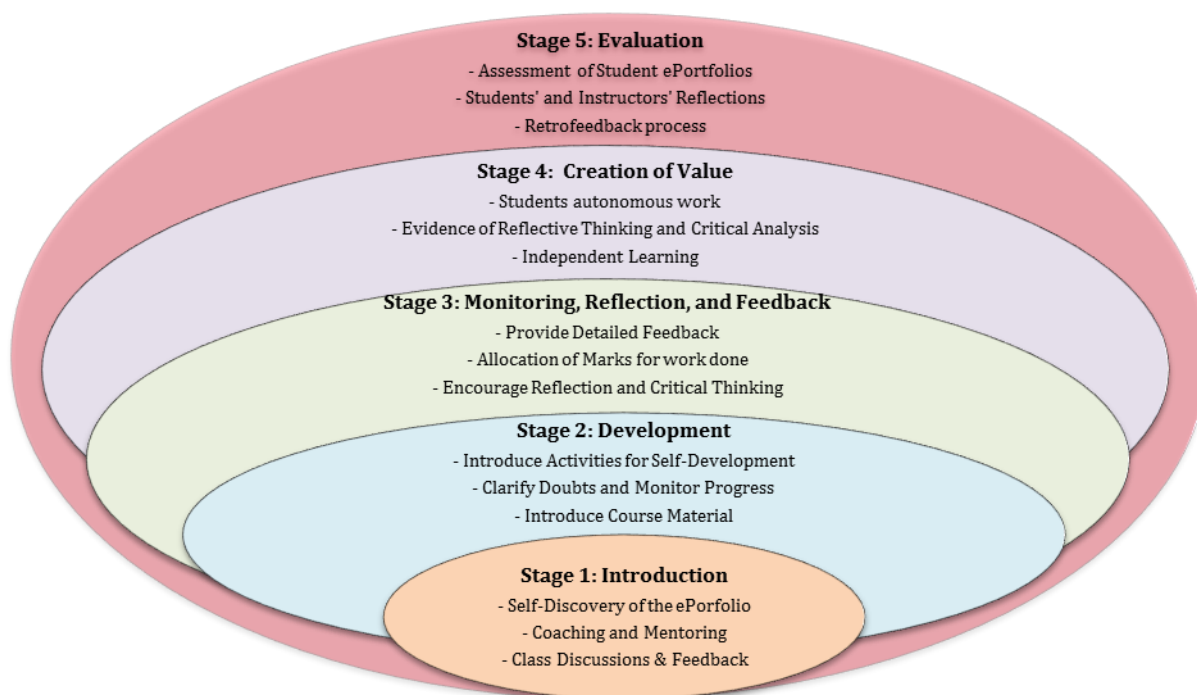 Stage 5: Evaluation
- Assessment of Student ePortfolios
- Students' and Instructors' Reflections
- Retrofeedback process
Stage 4:  Creation of Value
- Students autonomous work
- Evidence of Reflective Thinking and Critical Analysis
- Independent Learning
Stage 3: Monitoring, Reflection, and Feedback
- Provide Detailed Feedback
- Allocation of Marks for work done
- Encourage Reflection and Critical Thinking
Stage 2: Development
- Introduce Activities for Self-Development
- Clarify Doubts and Monitor Progress
- Introduce Course Material
Stage 1: Introduction
- Self-Discovery of the ePorfolio
- Coaching and Mentoring
- Class Discussions & Feedback